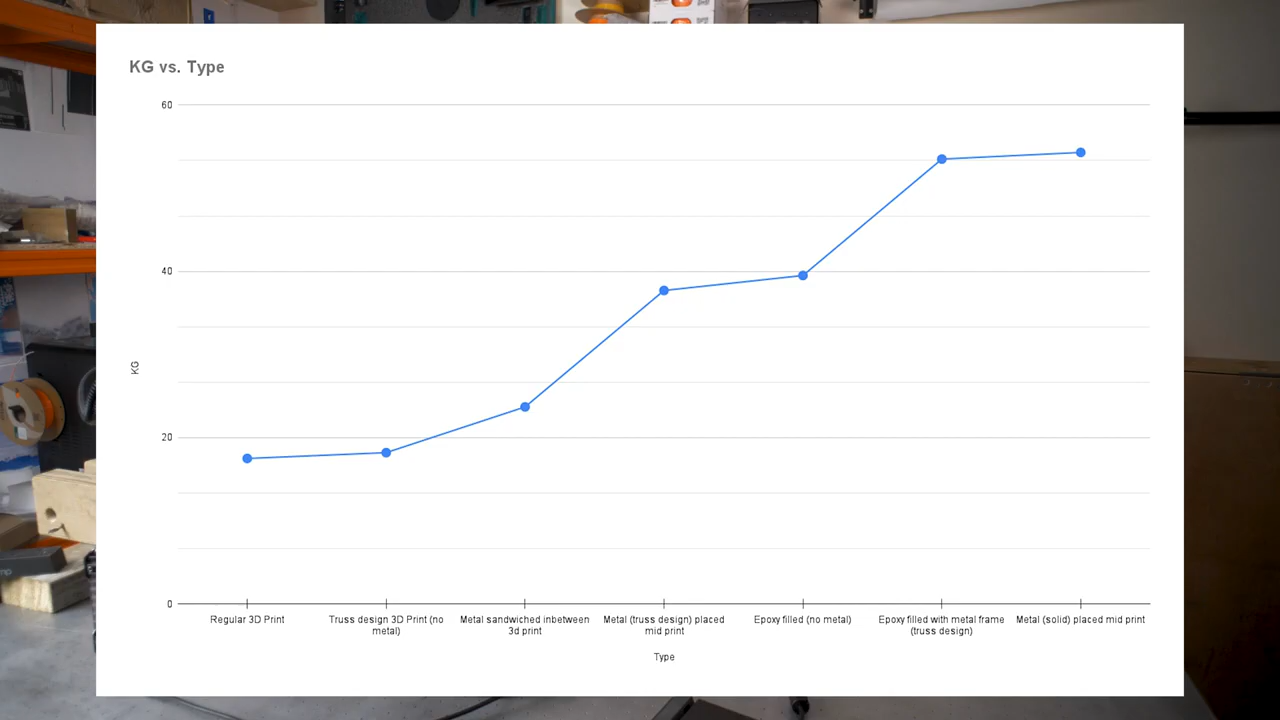 KG vs. Type
60
40
20
0
KG
Regular 3D Print
Truss design 3D Print (no
metal)
Metal sandwiched inbetween
3d print
Metal (truss design) placed
mid print
Epoxy filled (no metal)
Epoxy filled with metal frame
(truss design)
Metal (solid) placed mid print
Type